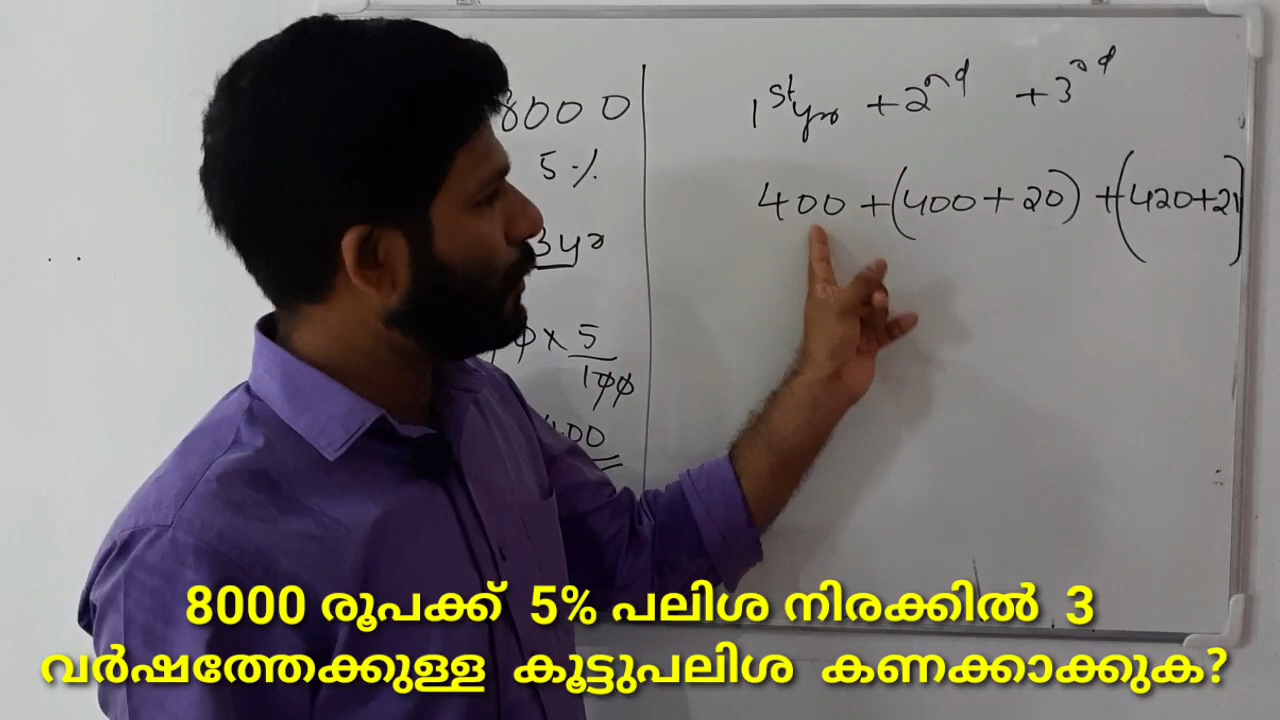 8000
5%
3yr
× 5
100
400
1st yr + 2nd + 3rd
400 + (400 + 20) + (420+21)
8000 രൂപക്ക് 5% പലിശ നിരക്കിൽ 3
വർഷത്തേക്കുള്ള കൂട്ടുപലിശ കണക്കാക്കുക?